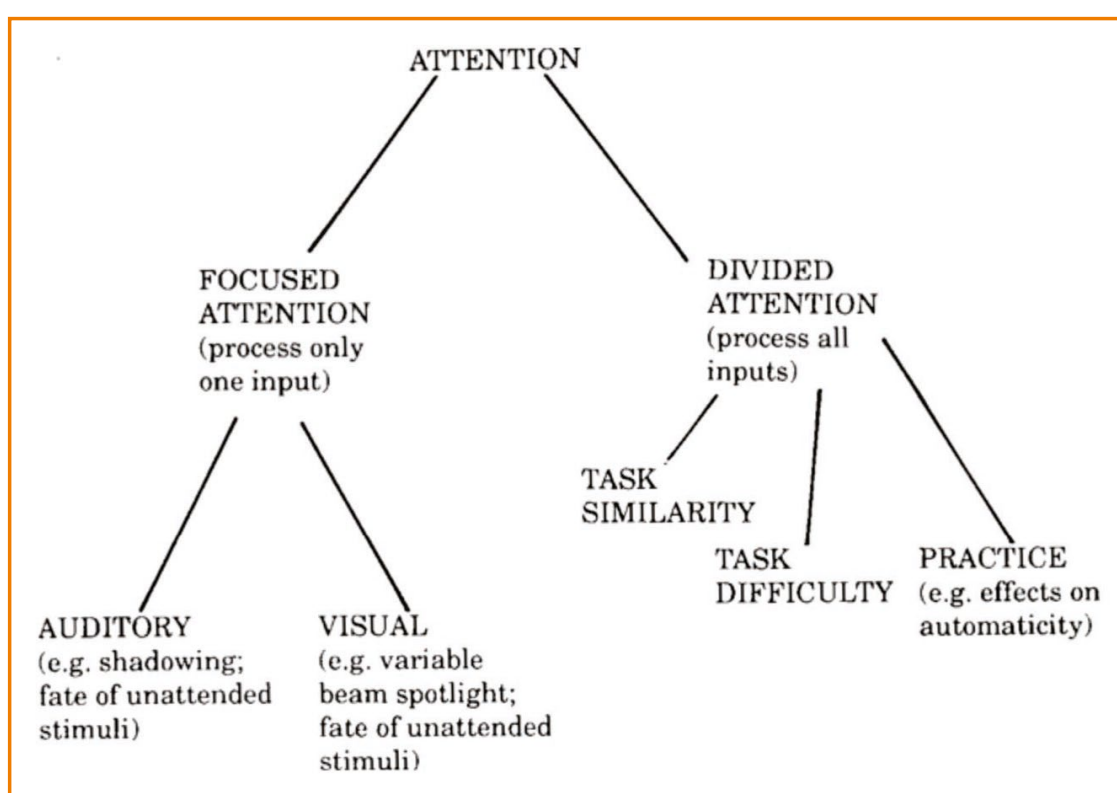 ATTENTION
FOCUSED
ATTENTION
(process only
one input)
DIVIDED
ATTENTION
(process all
inputs)
TASK
SIMILARITY
TASK
DIFFICULTY
PRACTICE
(e.g. effects on
automaticity)
AUDITORY
(e.g. shadowing;
fate of unattended
stimuli)
VISUAL
(e.g. variable
beam spotlight;
fate of unattended
stimuli)